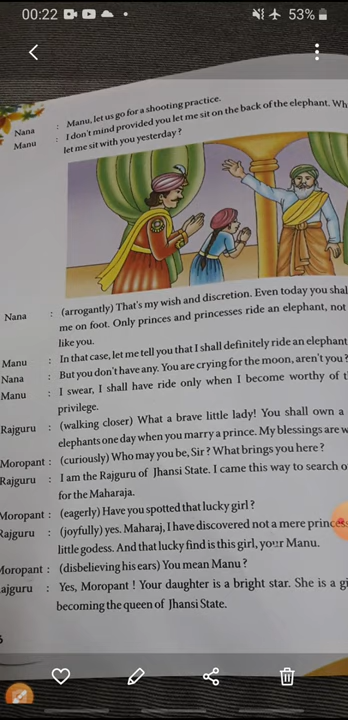 00:22 53%
Nana : Manu, let us go for a shooting practice.
Manu : I don't mind provided you let me sit on the back of the elephant. Wh
let me sit with you yesterday?
Nana : (arrogantly) That's my wish and discretion. Even today you shal
me on foot. Only princes and princesses ride an elephant, not
like you.
Manu : In that case, let me tell you that I shall definitely ride an elephant
Nana : But you don't have any. You are crying for the moon, aren't you?
Manu : I swear, I shall have ride only when I become worthy of t
privilege.
Rajguru : (walking closer) What a brave little lady! You shall own a
elephants one day when you marry a prince. My blessings are w
Moropant : (curiously) Who may you be, Sir? What brings you here?
Rajguru : I am the Rajguru of Jhansi State. I came this way to search o
for the Maharaja.
Moropant : (eagerly) Have you spotted that lucky girl?
Rajguru : (joyfully) yes. Maharaj, I have discovered not a mere princes
little godess. And that lucky find is this girl, your Manu.
Moropant : (disbelieving his ears) You mean Manu?
ajguru : Yes, Moropant ! Your daughter is a bright star. She is a gi
becoming the queen of Jhansi State.